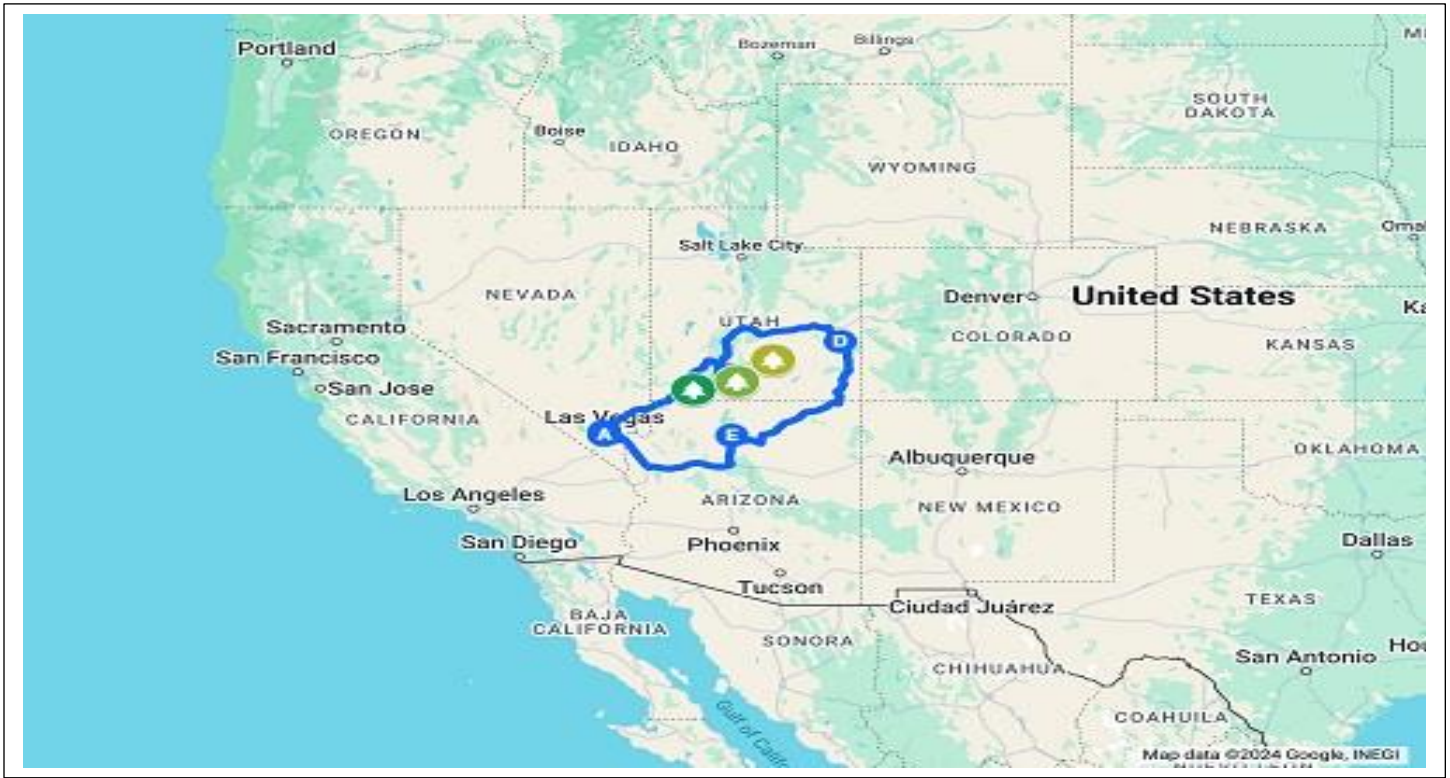 Portland
Bozeman
Billings
SOUTH
DAKOTA
OREGON
Boise
IDAHO
WYOMING
NEBRASKA
Salt Lake City
NEVADA
Denver
United States
UTAH
Sacramento
COLORADO
D
KANSAS
San Francisco
San Jose
CALIFORNIA
Las Vegas
A
E
OKLAHOMA
Albuquerque
Los Angeles
ARIZONA
NEW MEXICO
San Diego
Phoenix
Dallas
Tucson
Ciudad Juárez
TEXAS
BAJA
CALIFORNIA
SONORA
CHIHUAHUA
San Antonio
COAHUILA
Gulf of
Map data ©2024 Google, INEGI